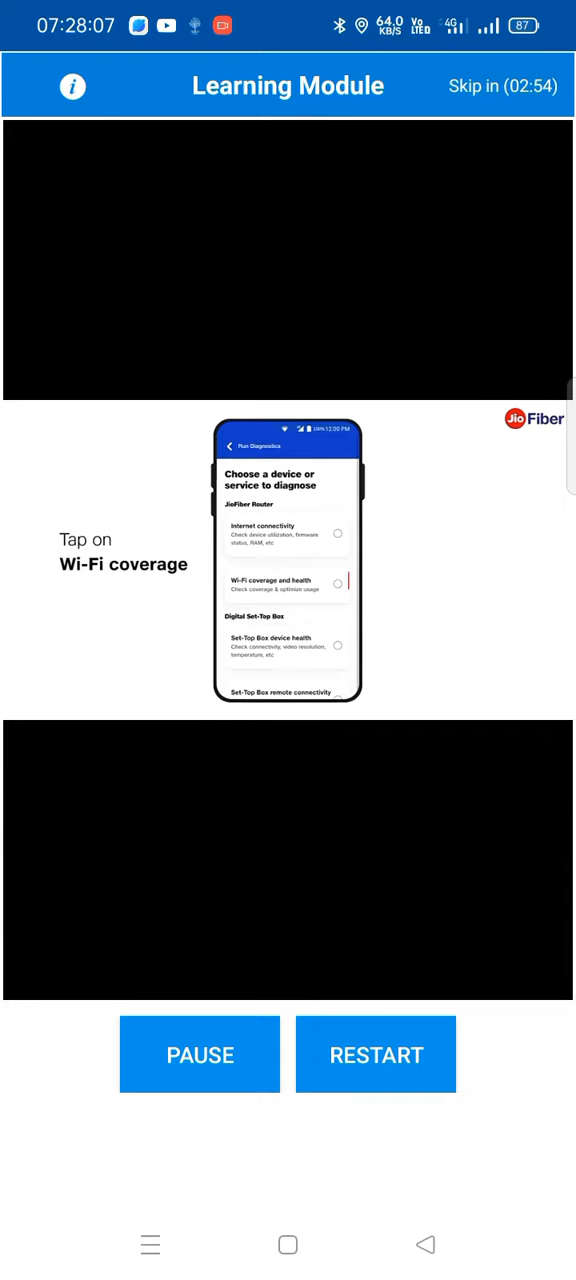 07:28:07 64.0 KB/S Vo LTED 4G 87
i Learning Module Skip in (02:54)
Jio Fiber
100% 12:00 PM
Run Diagnostics
Choose a device or
service to diagnose
JioFiber Router
Internet connectivity
Check device utilization, firmware
status, RAM, etc
Tap on
Wi-Fi coverage
Wi-Fi coverage and health
Check coverage & optimize usage
Digital Set-Top Box
Set-Top Box device health
Check connectivity, video resolution,
temperature, etc
Set-Top Box remote connectivity
PAUSE RESTART